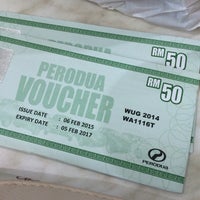 PERODUA
RM 50
PERODUA
VOUCHER
RM 50
WUG 2014
WA1116T
ISSUE DATE : 06 FEB 2015
EXPIRY DATE : 05 FEB 2017
PERODUA